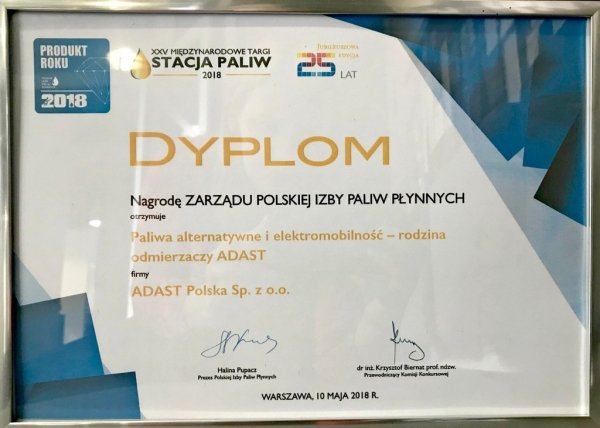 PRODUKT
ROKU
2018
XXV MIĘDZYNARODOWE TARGI
STACJA PALIW
2018
JUBILEUSZOWA
EDYCJA
25
LAT
DYPLOM
Nagrodę ZARZĄDU POLSKIEJ IZBY PALIW PŁYNNYCH
otrzymuje
Paliwa alternatywne i elektromobilność – rodzina
odmierzaczy ADAST
firmy
ADAST Polska Sp. z o.o.
Halina Pupacz
Prezes Polskiej Izby Paliw Płynnych
dr inż. Krzysztof Biernat prof. ndzw.
Przewodniczący Komisji Konkursowej
WARSZAWA, 10 MAJA 2018 R.